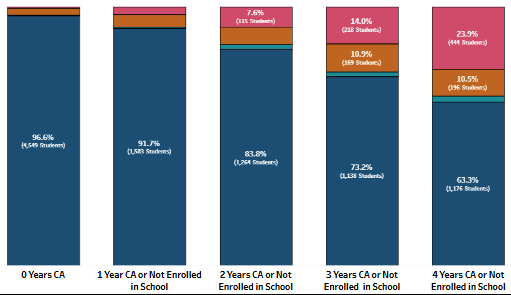 7.6%
(115 Students)
14.0%
(218 Students)
23.9%
(444 Students)
10.9%
(169 Students)
10.5%
(196 Students)
96.6%
(4,549 Students)
91.7%
(1,583 Students)
83.8%
(1,264 Students)
73.2%
(1,138 Students)
63.3%
(1,176 Students)
0 Years CA
1 Year CA or Not Enrolled
in School
2 Years CA or Not
Enrolled in School
3 Years CA or Not
Enrolled in School
4 Years CA or Not
Enrolled in School